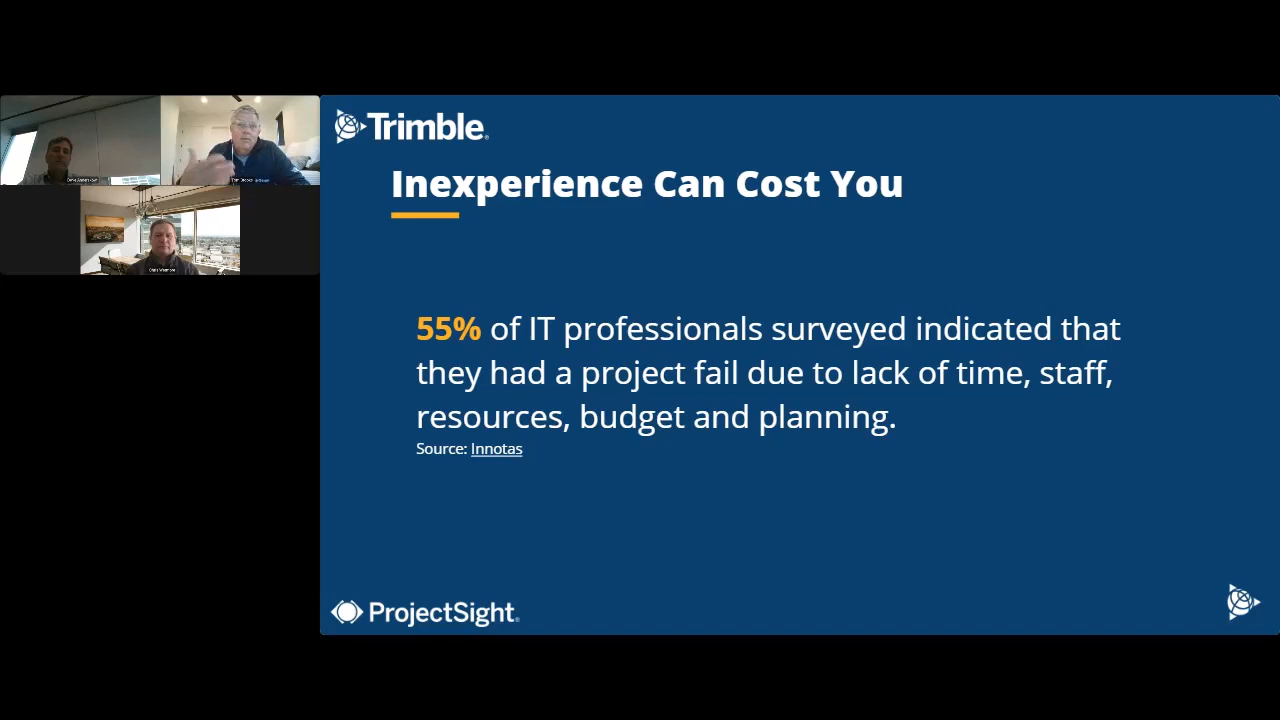 Trimble
Inexperience Can Cost You
55% of IT professionals surveyed indicated that
they had a project fail due to lack of time, staff,
resources, budget and planning.
Source: Innotas
ProjectSight